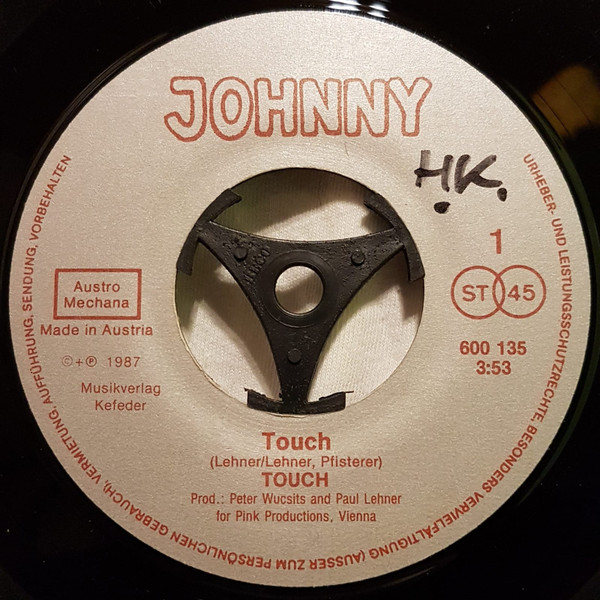 JOHNNY
H.K.
1
ST 45
600 135
3:53
Austro
Mechana
Made in Austria
© + ℗ 1987
Musikverlag
Kefeder
Touch
(Lehner/Lehner, Pfisterer)
TOUCH
Prod.: Peter Wucsits and Paul Lehner
for Pink Productions, Vienna
URHEBER- UND LEISTUNGSSCHUTZRECHTE BESONDERS VERVIELFÄLTIGUNG (AUSSER ZUM PERSÖNLICHEN GEBRAUCH), VERMIETUNG, AUFFÜHRUNG, SENDUNG, VORBEHALTEN